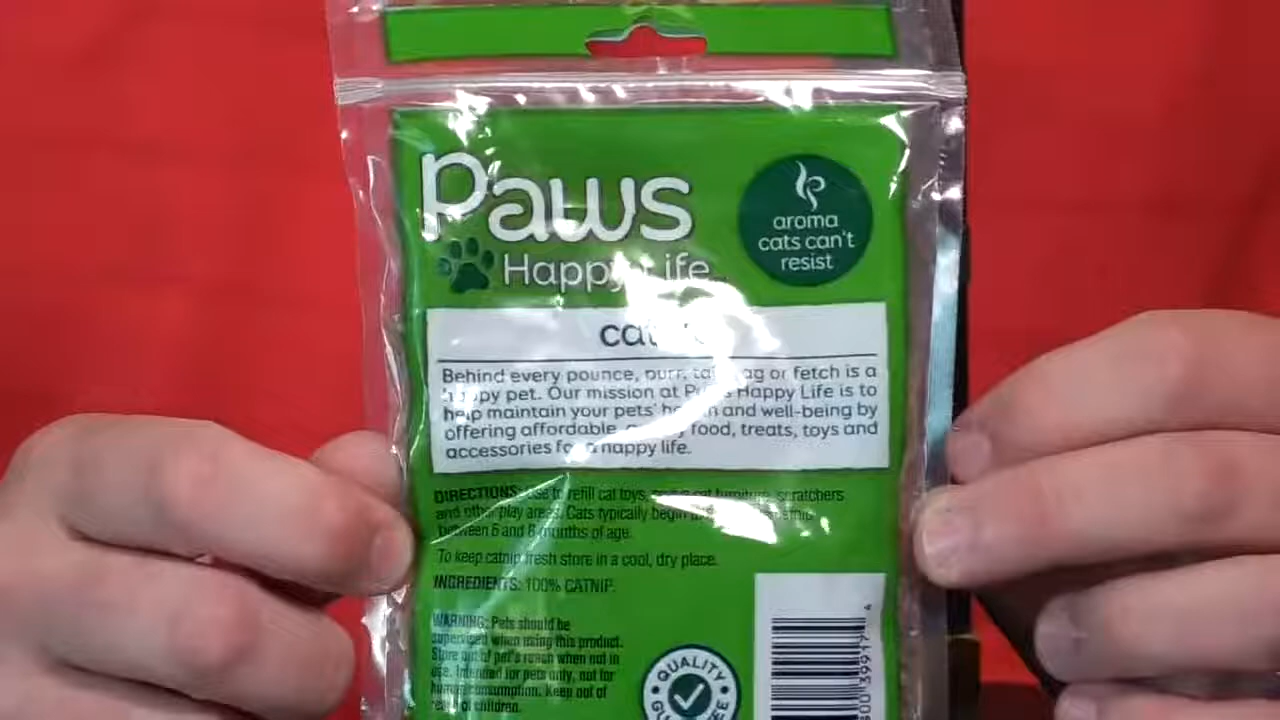 Paws
Happy Life
aroma
cats can't
resist
Behind every pounce, purr, or fetch is a
happy pet. Our mission at Paws Happy Life is to
help maintain your pets' health and well-being by
offering affordable, food, treats, toys and
accessories for a happy life.
DIRECTIONS: Use to refill cat toys, cat furniture, scratchers
and other play areas. Cats typically begin
between 6 and 8 months of age.
To keep catnip fresh store in a cool, dry place.
INGREDIENTS: 100% CATNIP.
WARNING: Pets should be
supervised when using this product.
Store out of pet's reach when not in
use. Intended for pets only, not for
human consumption. Keep out of
reach of children.
QUALITY